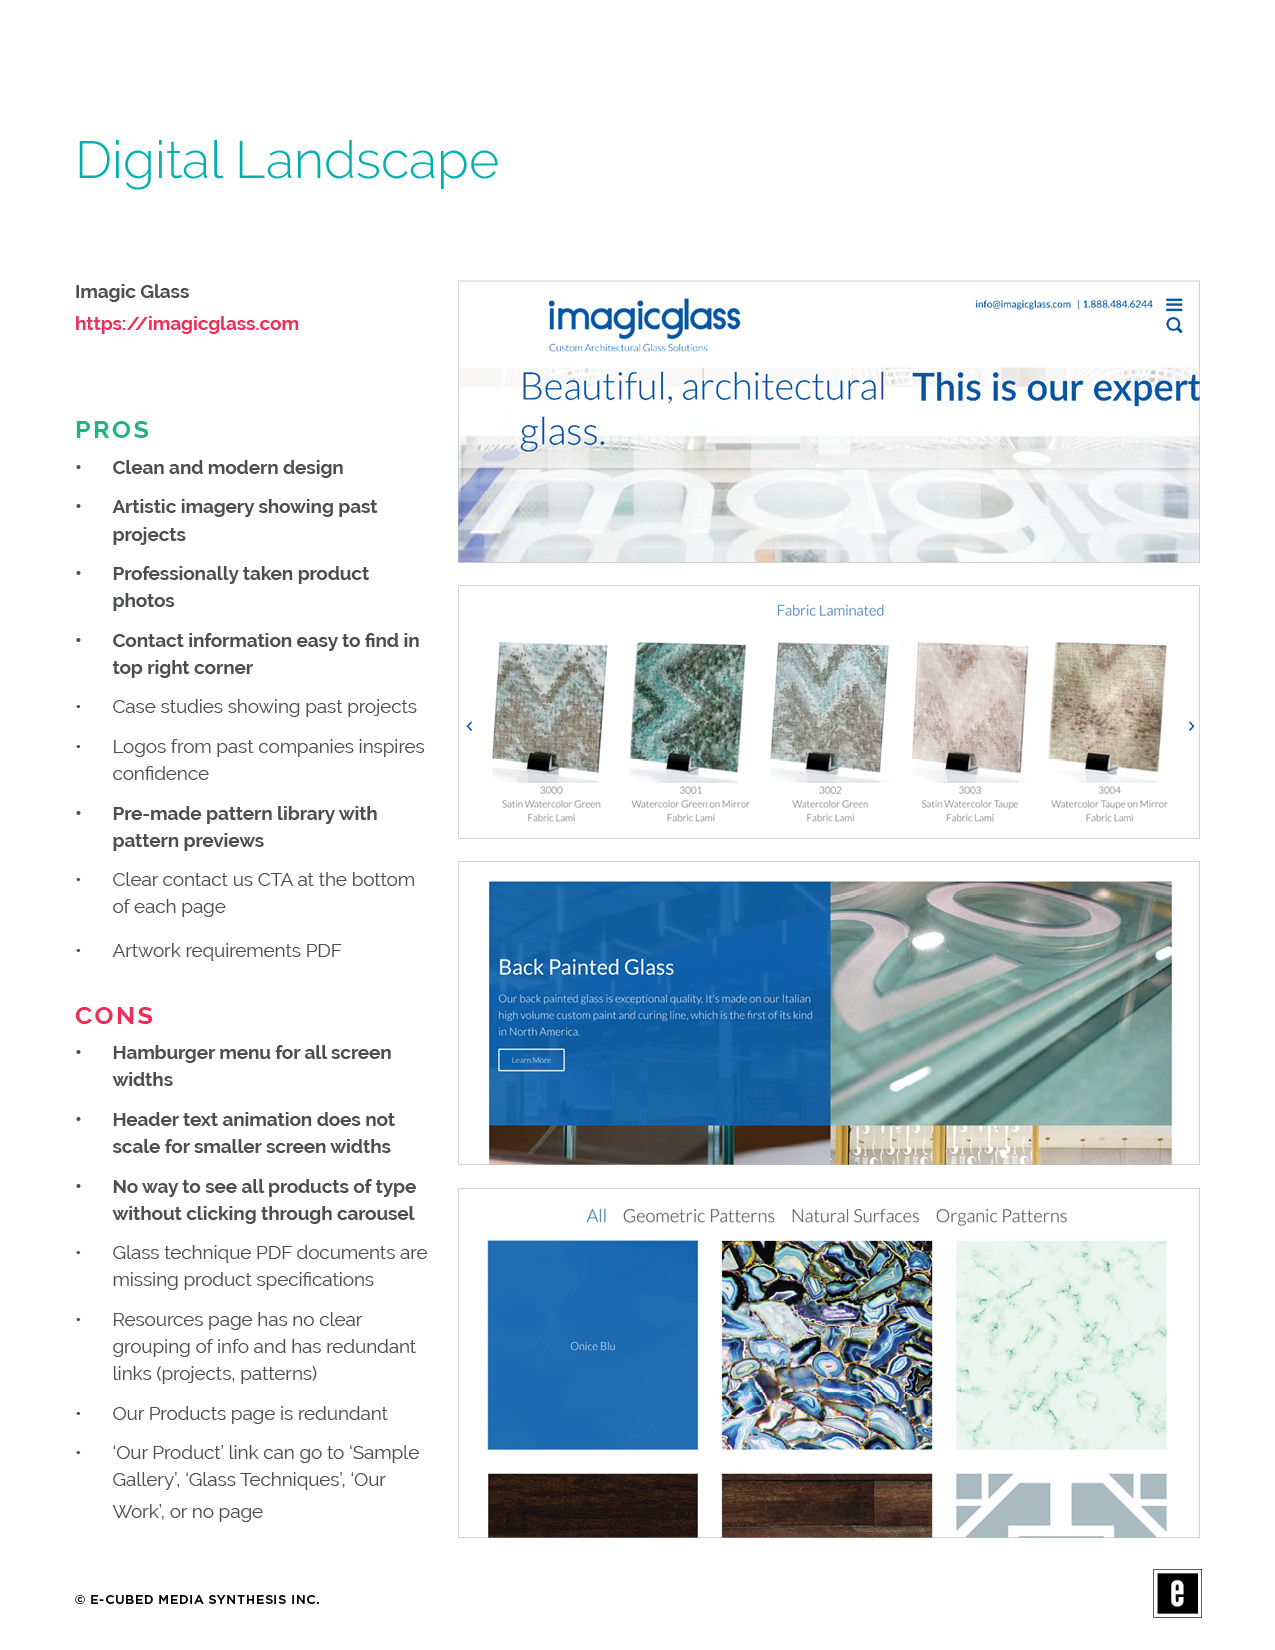 Digital Landscape
Imagic Glass
https://imagicglass.com
PROS
• Clean and modern design
• Artistic imagery showing past
projects
• Professionally taken product
photos
• Contact information easy to find in
top right corner
• Case studies showing past projects
• Logos from past companies inspires
confidence
• Pre-made pattern library with
pattern previews
• Clear contact us CTA at the bottom
of each page
• Artwork requirements PDF
CONS
• Hamburger menu for all screen
widths
• Header text animation does not
scale for smaller screen widths
• No way to see all products of type
without clicking through carousel
• Glass technique PDF documents are
missing product specifications
• Resources page has no clear
grouping of info and has redundant
links (projects, patterns)
• Our Products page is redundant
• ‘Our Product’ link can go to ‘Sample
Gallery’, ‘Glass Techniques’, ‘Our
Work’, or no page
imagicglass
Custom Architectural Glass Solutions
info@imagicglass.com | 1.888.484.6244
Beautiful, architectural
glass.
This is our expert
Fabric Laminated
3000
Satin Watercolor Green
Fabric Lami
3001
Watercolor Green on Mirror
Fabric Lami
3002
Watercolor Green
Fabric Lami
3003
Satin Watercolor Taupe
Fabric Lami
3004
Watercolor Taupe on Mirror
Fabric Lami
Back Painted Glass
Our back painted glass is exceptional quality. It's made on our Italian
high volume custom paint and curing line, which is the first of its kind
in North America.
Learn More
All Geometric Patterns Natural Surfaces Organic Patterns
Onice Blu
© E-CUBED MEDIA SYNTHESIS INC.
e